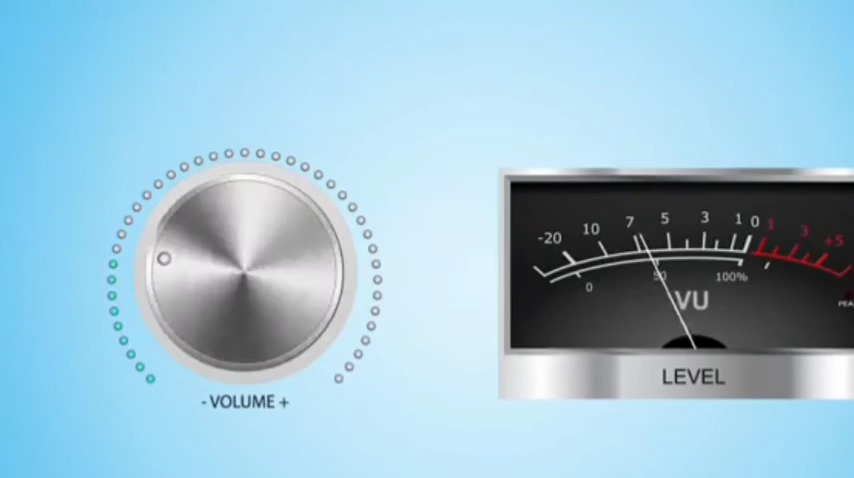 - VOLUME +
-20 10 7 5 3 1 0 1 3 +5
0 50 100%
VU
LEVEL